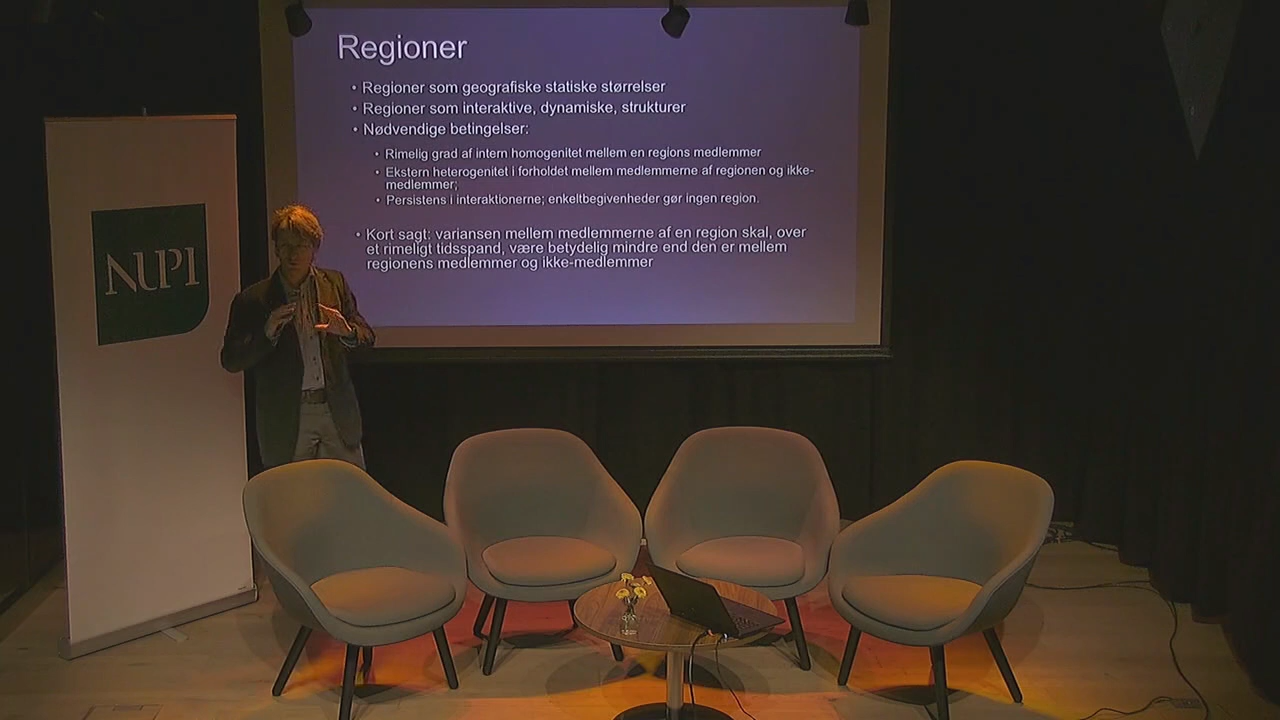 Regioner
• Regioner som geografiske statiske størrelser
• Regioner som interaktive, dynamiske, strukturer
• Nødvendige betingelser:
• Rimelig grad af intern homogenitet mellem en regions medlemmer
• Ekstern heterogenitet i forholdet mellem medlemmerne af regionen og ikke-
medlemmer;
• Persistens i interaktionerne; enkeltbegivenheder gør ingen region.
• Kort sagt: variansen mellem medlemmerne af en region skal, over
et rimeligt tidsspand, være betydelig mindre end den er mellem
regionens medlemmer og ikke-medlemmer
NUPI